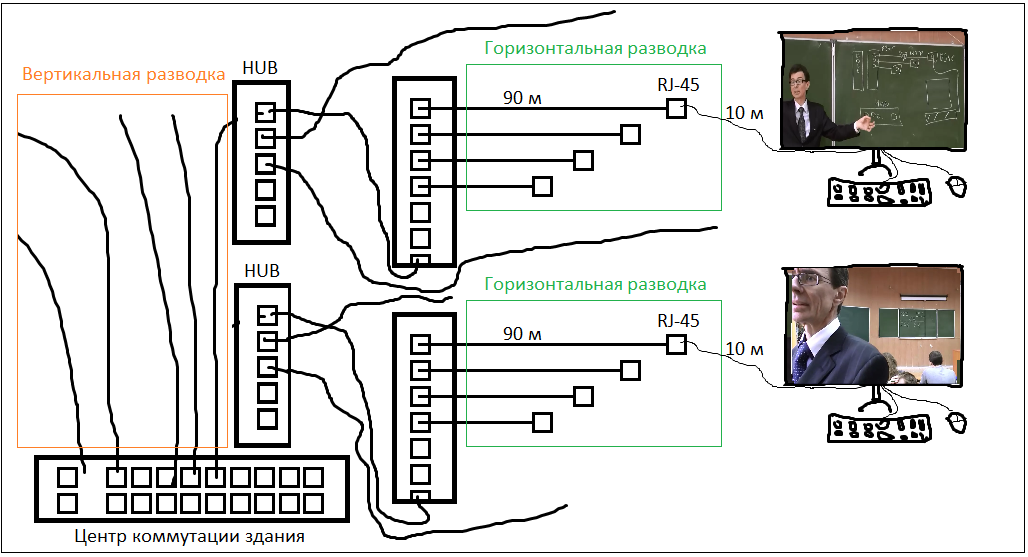 Вертикальная разводка
HUB
Горизонтальная разводка
90 м
RJ-45
10 м
HUB
Горизонтальная разводка
90 м
RJ-45
10 м
Центр коммутации здания